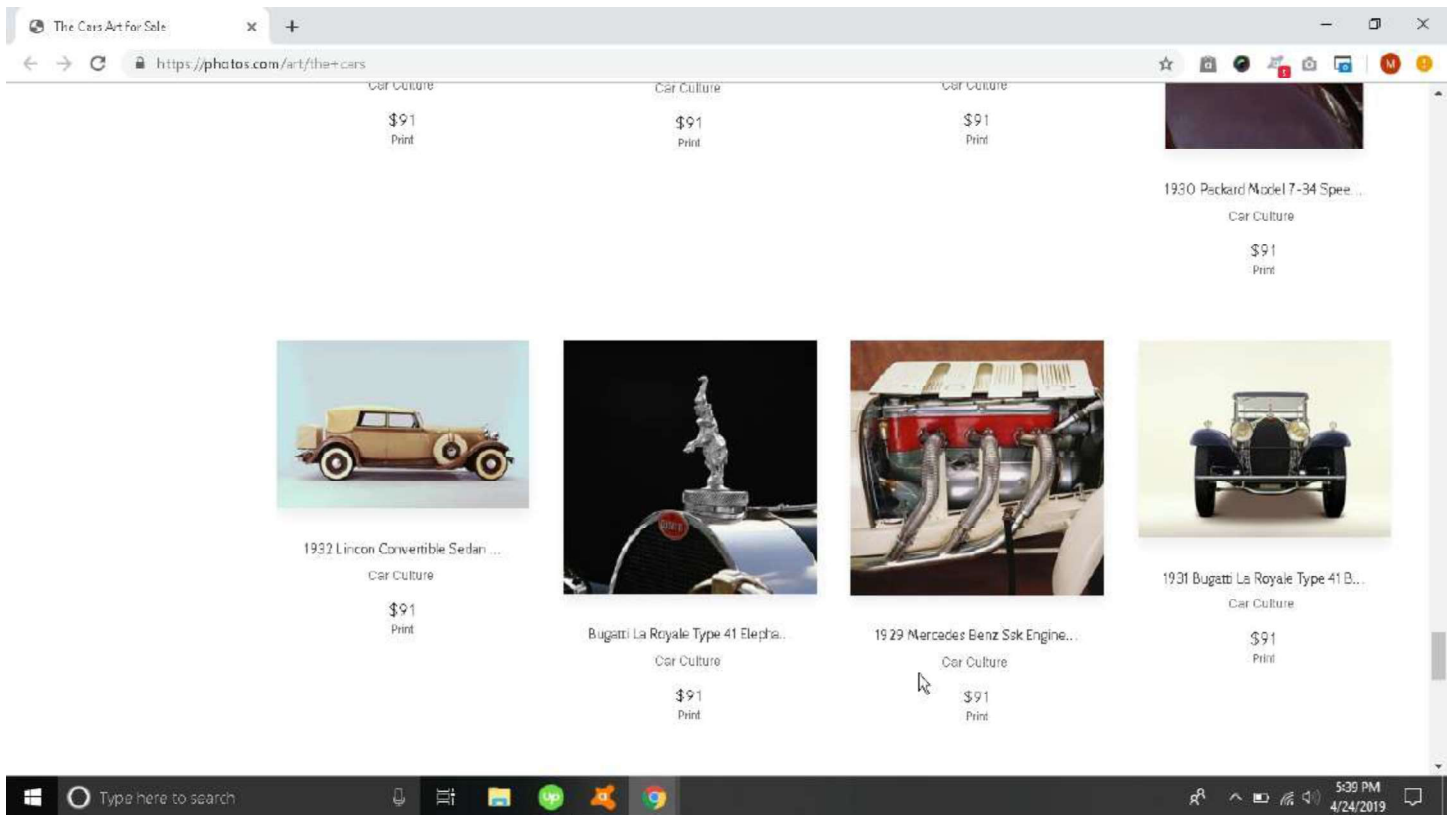 The Cars Art for Sale
https://photos.com/art/the+cars
Car Culture
$91
Print
Car Culture
$91
Print
Car Culture
$91
Print
1930 Packard Model 7-34 Spee...
Car Culture
$91
Print
1932 Lincon Convertible Sedan ...
Car Culture
$91
Print
Bugatti La Royale Type 41 Elepha..
Car Culture
$91
Print
1929 Mercedes Benz Ssk Engine...
Car Culture
$91
Print
1931 Bugatti La Royale Type 41 B...
Car Culture
$91
Print
Type here to search
up
5:39 PM
4/24/2019
M